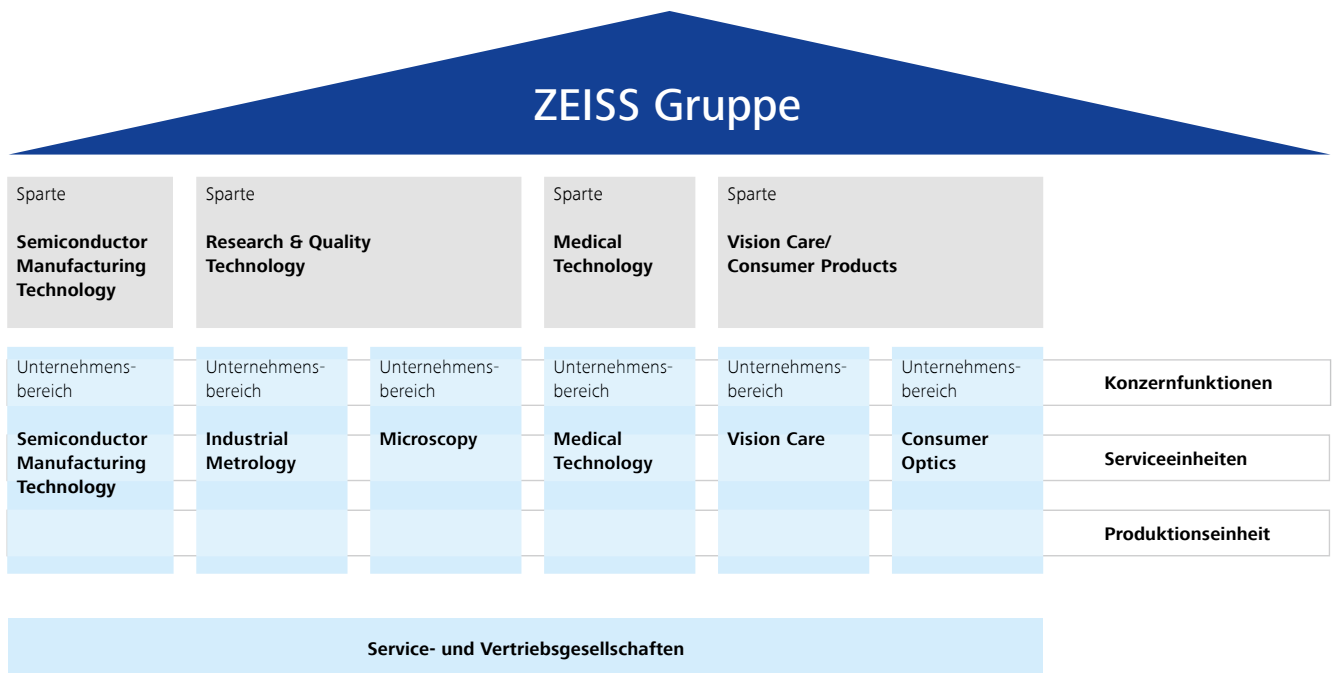 ZEISS Gruppe
Sparte
Semiconductor
Manufacturing
Technology
Sparte
Research & Quality
Technology
Sparte
Medical
Technology
Sparte
Vision Care/
Consumer Products
Unternehmens-
bereich
Semiconductor
Manufacturing
Technology
Unternehmens-
bereich
Industrial
Metrology
Unternehmens-
bereich
Microscopy
Unternehmens-
bereich
Medical
Technology
Unternehmens-
bereich
Vision Care
Unternehmens-
bereich
Consumer
Optics
Konzernfunktionen
Serviceeinheiten
Produktionseinheit
Service- und Vertriebsgesellschaften